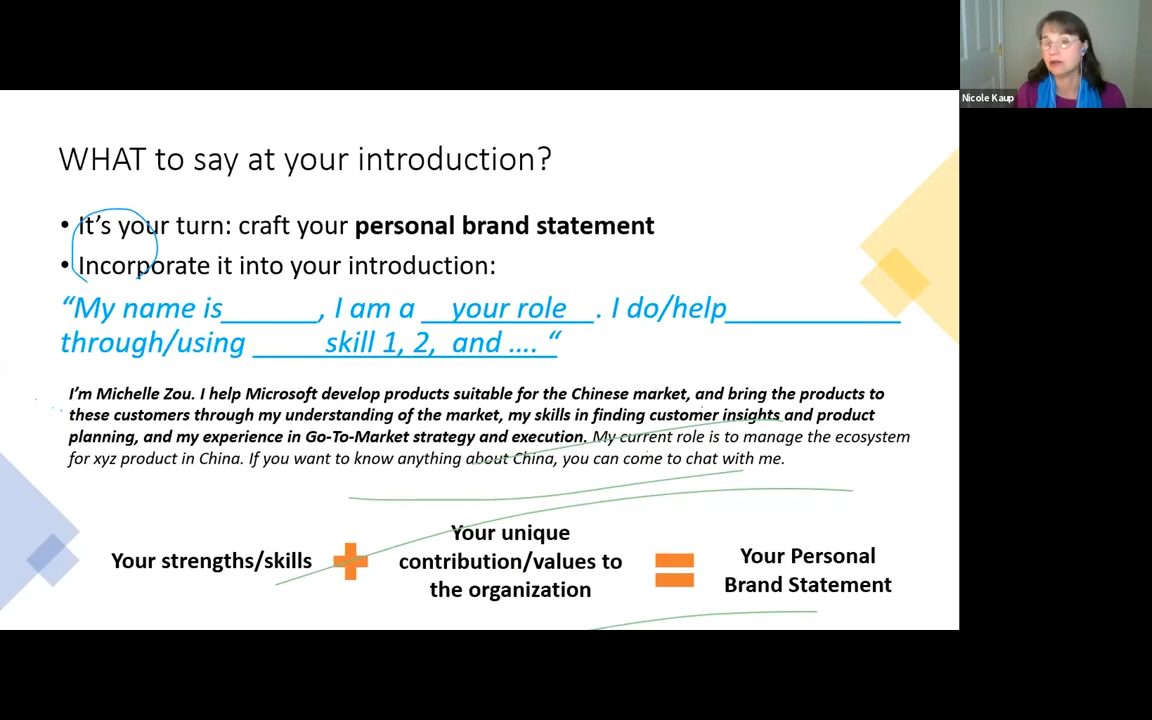 Nicole Kaup
WHAT to say at your introduction?
• It's your turn: craft your personal brand statement
• Incorporate it into your introduction:
“My name is______, I am a __your role__. I do/help___________
through/using _____skill 1, 2, and .... “
I'm Michelle Zou. I help Microsoft develop products suitable for the Chinese market, and bring the products to
these customers through my understanding of the market, my skills in finding customer insights and product
planning, and my experience in Go-To-Market strategy and execution. My current role is to manage the ecosystem
for xyz product in China. If you want to know anything about China, you can come to chat with me.
Your strengths/skills
Your unique
contribution/values to
the organization
Your Personal
Brand Statement